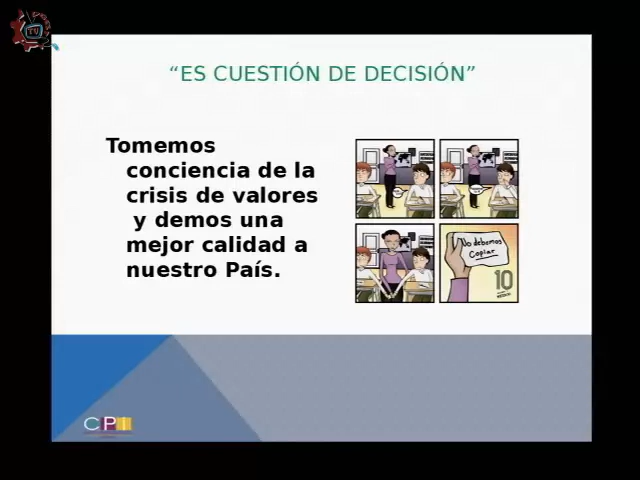 TV
“ES CUESTIÓN DE DECISIÓN”
Tomemos
conciencia de la
crisis de valores
y demos una
mejor calidad a
nuestro País.
No debemos
Copiar
10
CPI